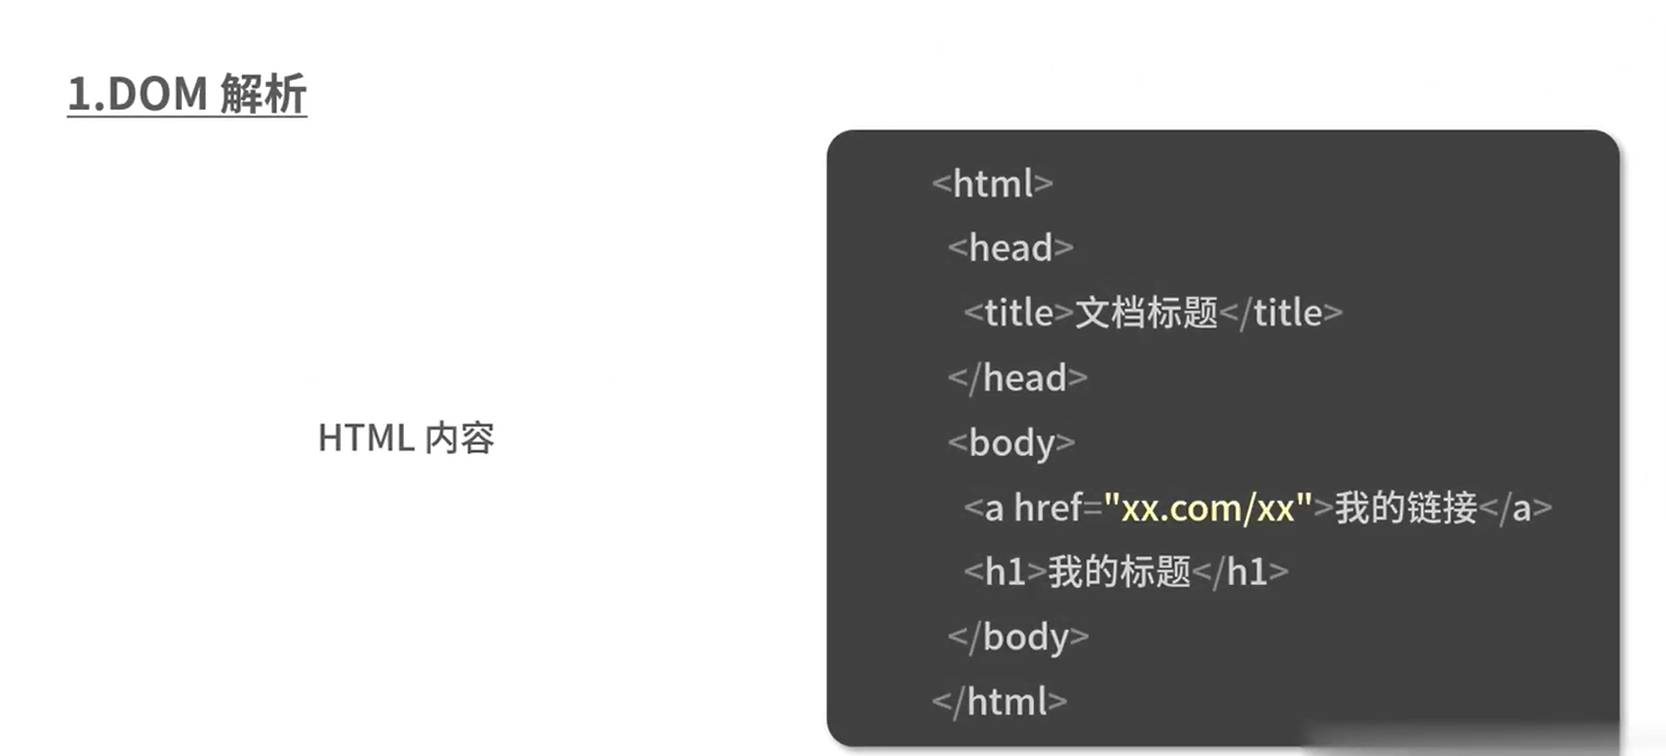 1.DOM 解析
<html>
<head>
<title>文档标题</title>
</head>
HTML 内容
<body>
<a href="xx.com/xx">我的链接</a>
<h1>我的标题</h1>
</body>
</html>